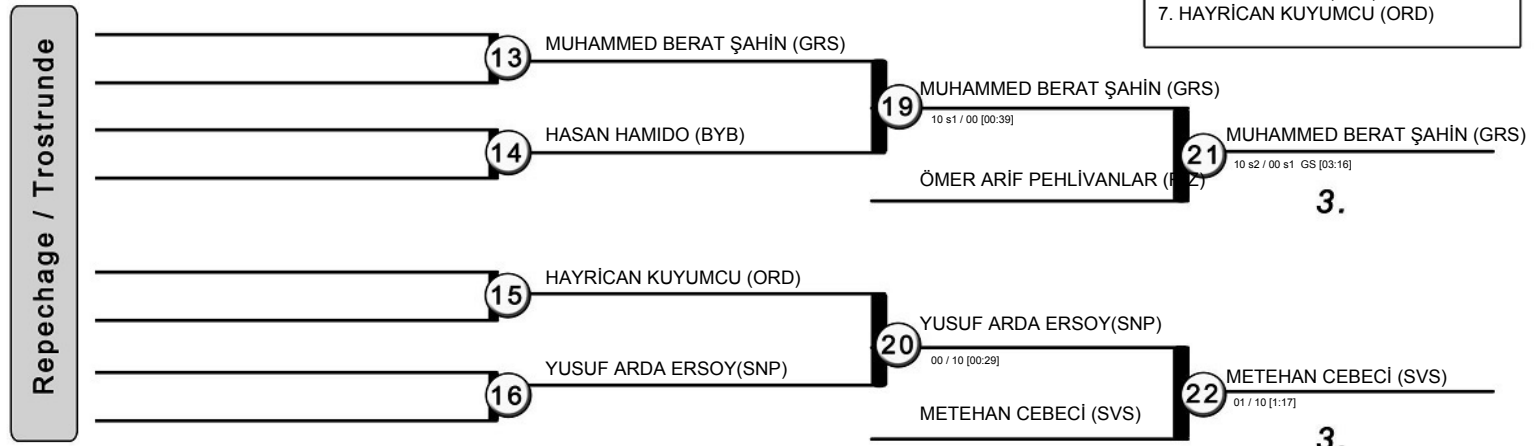 7. HAYRİCAN KUYUMCU (ORD)
Repechage / Trostrunde
13
MUHAMMED BERAT ŞAHİN (GRS)
19
MUHAMMED BERAT ŞAHİN (GRS)
10 s1 / 00 [00:39]
14
HASAN HAMIDO (BYB)
21
MUHAMMED BERAT ŞAHİN (GRS)
10 s2 / 00 s1 GS [03:16]
ÖMER ARİF PEHLİVANLAR
3.
15
HAYRİCAN KUYUMCU (ORD)
20
YUSUF ARDA ERSOY(SNP)
00 / 10 [00:29]
16
YUSUF ARDA ERSOY(SNP)
22
METEHAN CEBECİ (SVS)
01 / 10 [1:17]
METEHAN CEBECİ (SVS)
3.